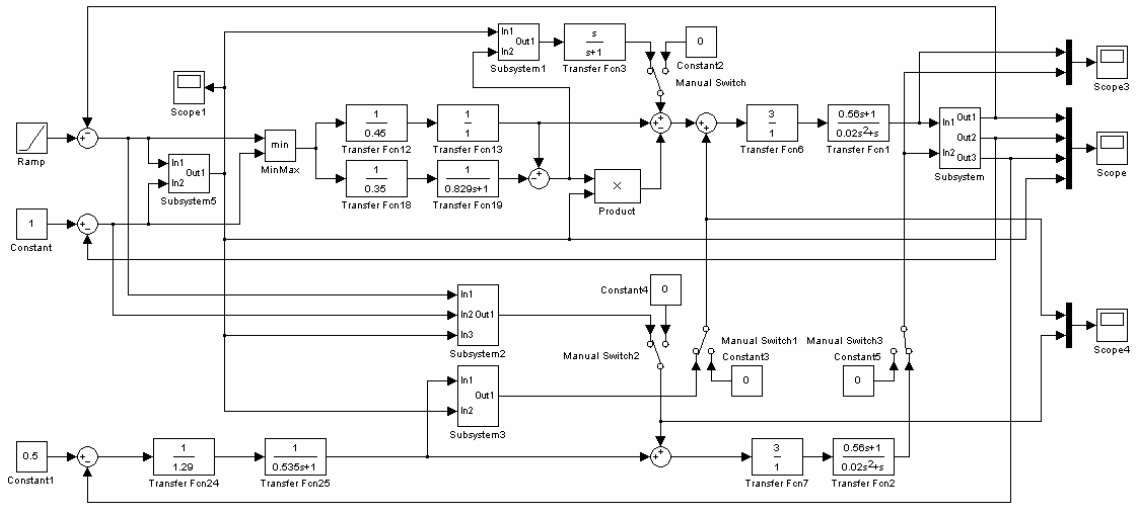 In1
In2
Out1
Subsystem1
s
s+1
Transfer Fcn3
0
Constant2
Manual Switch
Scope3
Scope1
Ramp
+
-
In1
In2
Out1
Subsystem5
min
MinMax
1
0.45
Transfer Fcn12
1
1
Transfer Fcn13
1
0.35
Transfer Fcn18
1
0.829s+1
Transfer Fcn19
+
-
×
Product
+
-
+
+
+
3
1
Transfer Fcn6
0.56s+1
0.02s²+s
Transfer Fcn1
In1
In2
Out1
Out2
Out3
Subsystem
Scope
1
Constant
+
-
In1
In2
In3
Out1
Subsystem2
Constant4
0
Manual Switch2
Manual Switch1
Constant3
0
Manual Switch3
Constant5
0
Scope4
In1
In2
Out1
Subsystem3
0.5
Constant1
+
-
1
1.29
Transfer Fcn24
1
0.535s+1
Transfer Fcn25
+
+
3
1
Transfer Fcn7
0.56s+1
0.02s²+s
Transfer Fcn2